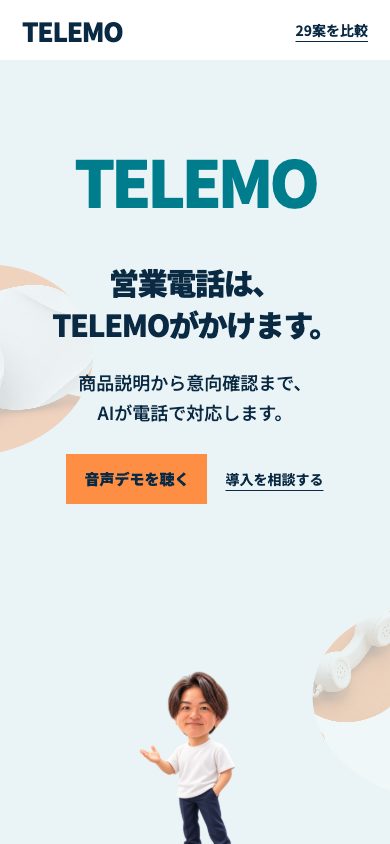 TELEMO
29案を比較
TELEMO
営業電話は、
TELEMOがかけます。
商品説明から意向確認まで、
AIが電話で対応します。
音声デモを聴く
導入を相談する